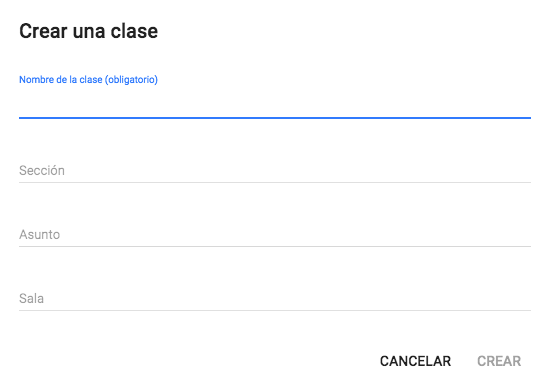 Crear una clase
Nombre de la clase (obligatorio)
Sección
Asunto
Sala
CANCELAR CREAR